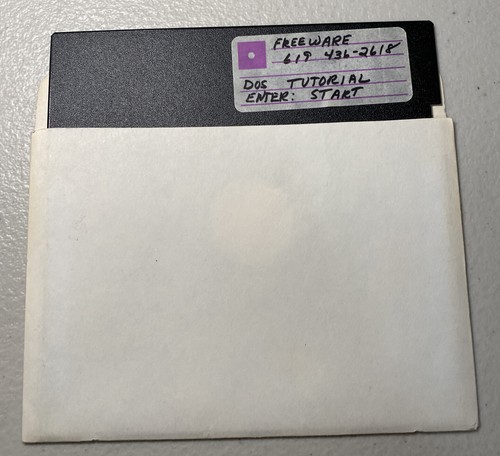 FREEWARE
619 436-2618
DOS TUTORIAL
ENTER: START